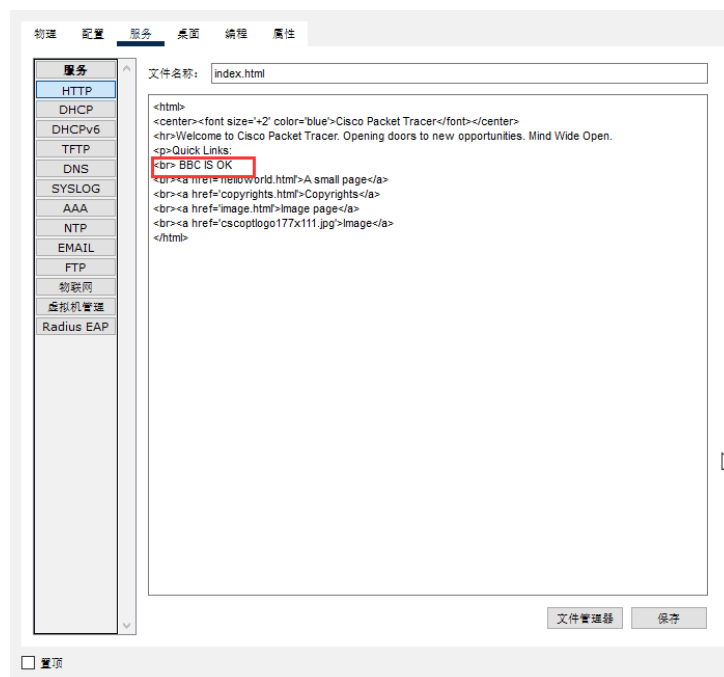 物理 配置 服务 桌面 编程 属性
服务
HTTP
DHCP
DHCPv6
TFTP
DNS
SYSLOG
AAA
NTP
EMAIL
FTP
物联网
虚拟机管理
Radius EAP
文件名称: index.html
<html>
<center><font size='+2' color='blue'>Cisco Packet Tracer</font></center>
<hr>Welcome to Cisco Packet Tracer. Opening doors to new opportunities. Mind Wide Open.
<p>Quick Links:
<br> BBC IS OK
<br><a href='helloworld.html'>A small page</a>
<br><a href='copyrights.html'>Copyrights</a>
<br><a href='image.html'>Image page</a>
<br><a href='cscoptlogo177x111.jpg'>Image</a>
</html>
文件管理器 保存
置顶